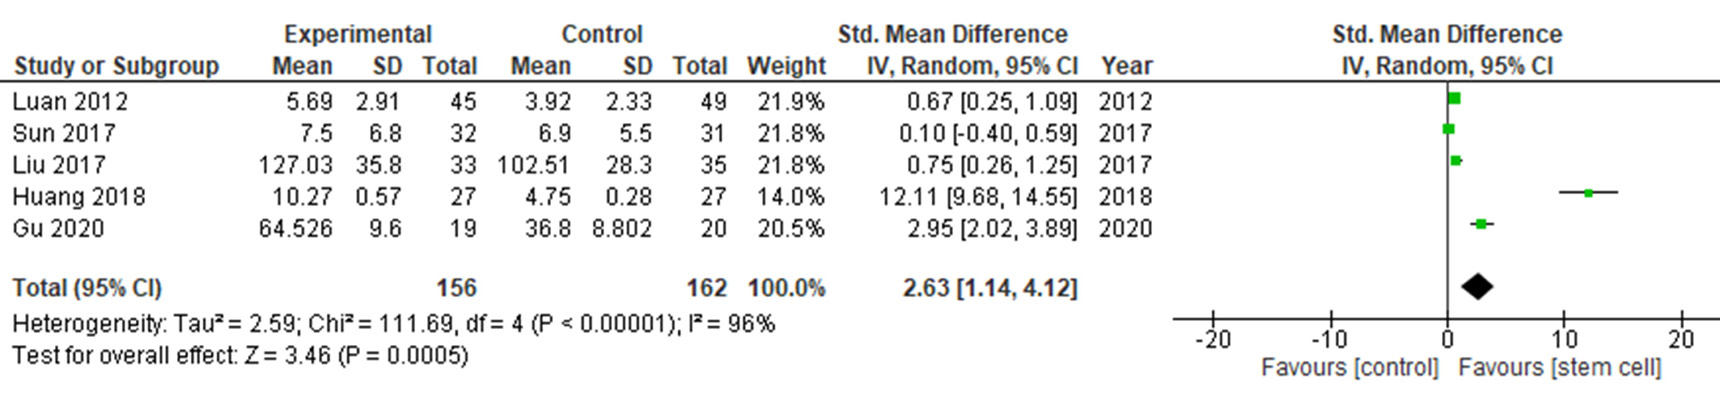 Experimental Control Std. Mean Difference Std. Mean Difference
Study or Subgroup Mean SD Total Mean SD Total Weight IV, Random, 95% CI Year IV, Random, 95% CI
Luan 2012 5.69 2.91 45 3.92 2.33 49 21.9% 0.67 [0.25, 1.09] 2012
Sun 2017 7.5 6.8 32 6.9 5.5 31 21.8% 0.10 [-0.40, 0.59] 2017
Liu 2017 127.03 35.8 33 102.51 28.3 35 21.8% 0.75 [0.26, 1.25] 2017
Huang 2018 10.27 0.57 27 4.75 0.28 27 14.0% 12.11 [9.68, 14.55] 2018
Gu 2020 64.526 9.6 19 36.8 8.802 20 20.5% 2.95 [2.02, 3.89] 2020
Total (95% CI) 156 162 100.0% 2.63 [1.14, 4.12]
Heterogeneity: Tau² = 2.59; Chi² = 111.69, df = 4 (P < 0.00001); I² = 96%
Test for overall effect: Z = 3.46 (P = 0.0005)
-20 -10 0 10 20
Favours [control] Favours [stem cell]